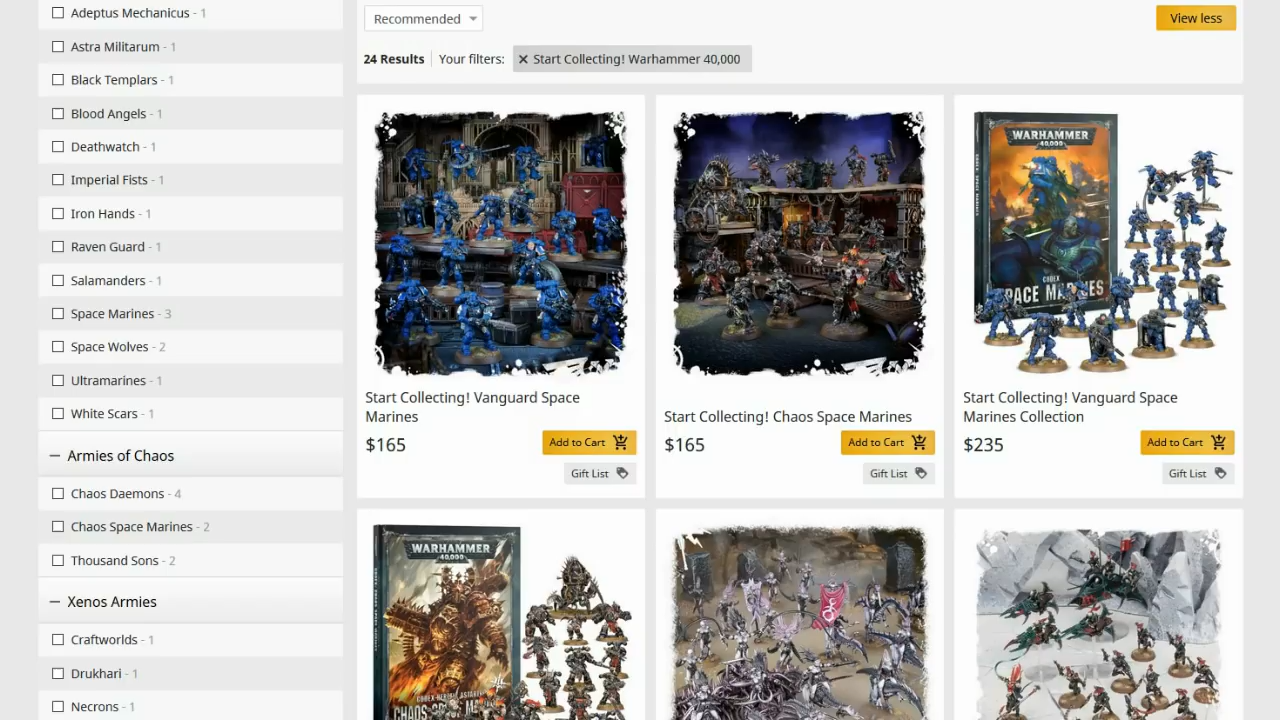 Adeptus Mechanicus - 1
Astra Militarum - 1
Black Templars - 1
Blood Angels - 1
Deathwatch - 1
Imperial Fists - 1
Iron Hands - 1
Raven Guard - 1
Salamanders - 1
Space Marines - 3
Space Wolves - 2
Ultramarines - 1
White Scars - 1
Armies of Chaos
Chaos Daemons - 4
Chaos Space Marines - 2
Thousand Sons - 2
Xenos Armies
Craftworlds - 1
Drukhari - 1
Necrons - 1
Recommended
View less
24 Results
Your filters:
Start Collecting! Warhammer 40,000
Start Collecting! Vanguard Space
Marines
$165
Add to Cart
Gift List
Start Collecting! Chaos Space Marines
$165
Add to Cart
Gift List
WARHAMMER
40,000
CODEX
SPACE MARINES
Start Collecting! Vanguard Space
Marines Collection
$235
Add to Cart
Gift List
WARHAMMER
40,000